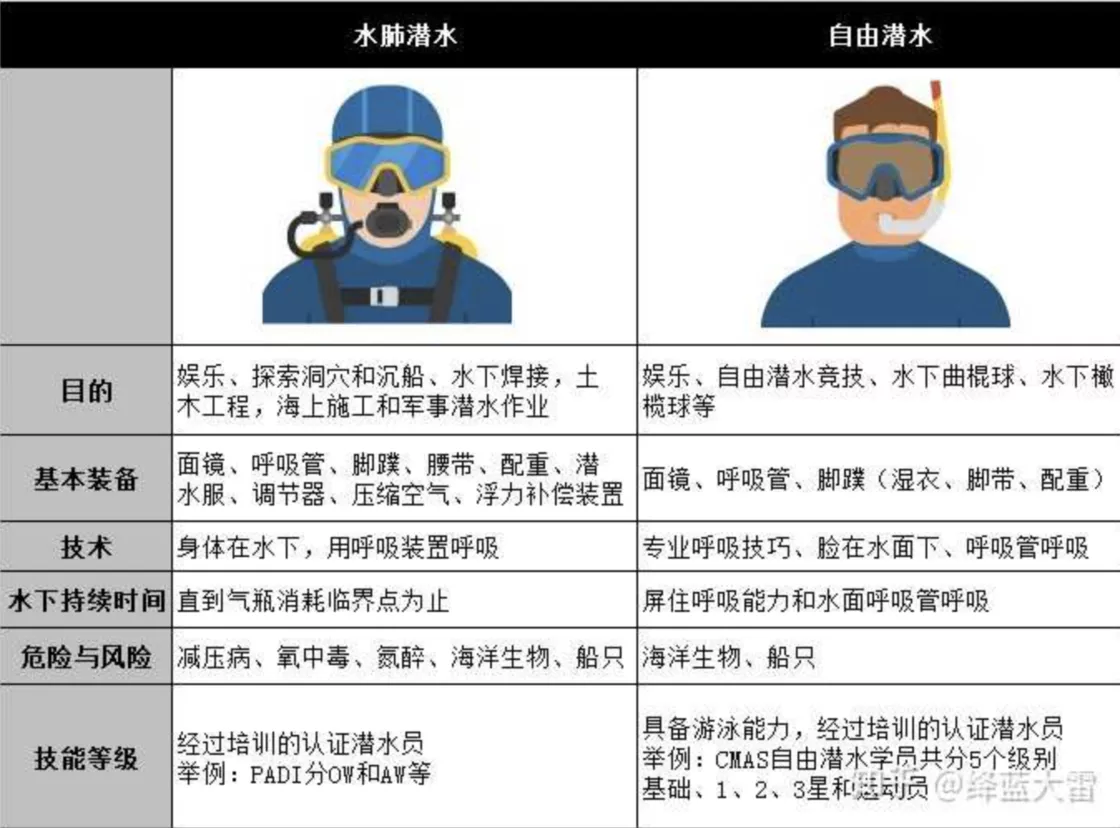 水肺潜水
自由潜水
目的
娱乐、探索洞穴和沉船、水下焊接，土
木工程，海上施工和军事潜水作业
娱乐、自由潜水竞技、水下曲棍球、水下橄
榄球等
基本装备
面镜、呼吸管、脚蹼、腰带、配重、潜
水服、调节器、压缩空气、浮力补偿装置
面镜、呼吸管、脚蹼（湿衣、脚带、配重）
技术
身体在水下，用呼吸装置呼吸
专业呼吸技巧、脸在水面下、呼吸管呼吸
水下持续时间
直到气瓶消耗临界点为止
屏住呼吸能力和水面呼吸管呼吸
危险与风险
减压病、氧中毒、氮醉、海洋生物、船只
海洋生物、船只
技能等级
经过培训的认证潜水员
举例：PADI分OW和AW等
具备游泳能力，经过培训的认证潜水员
举例：CMAS自由潜水学员共分5个级别
基础、1、2、3星和运动员
知乎 @绛蓝大雷